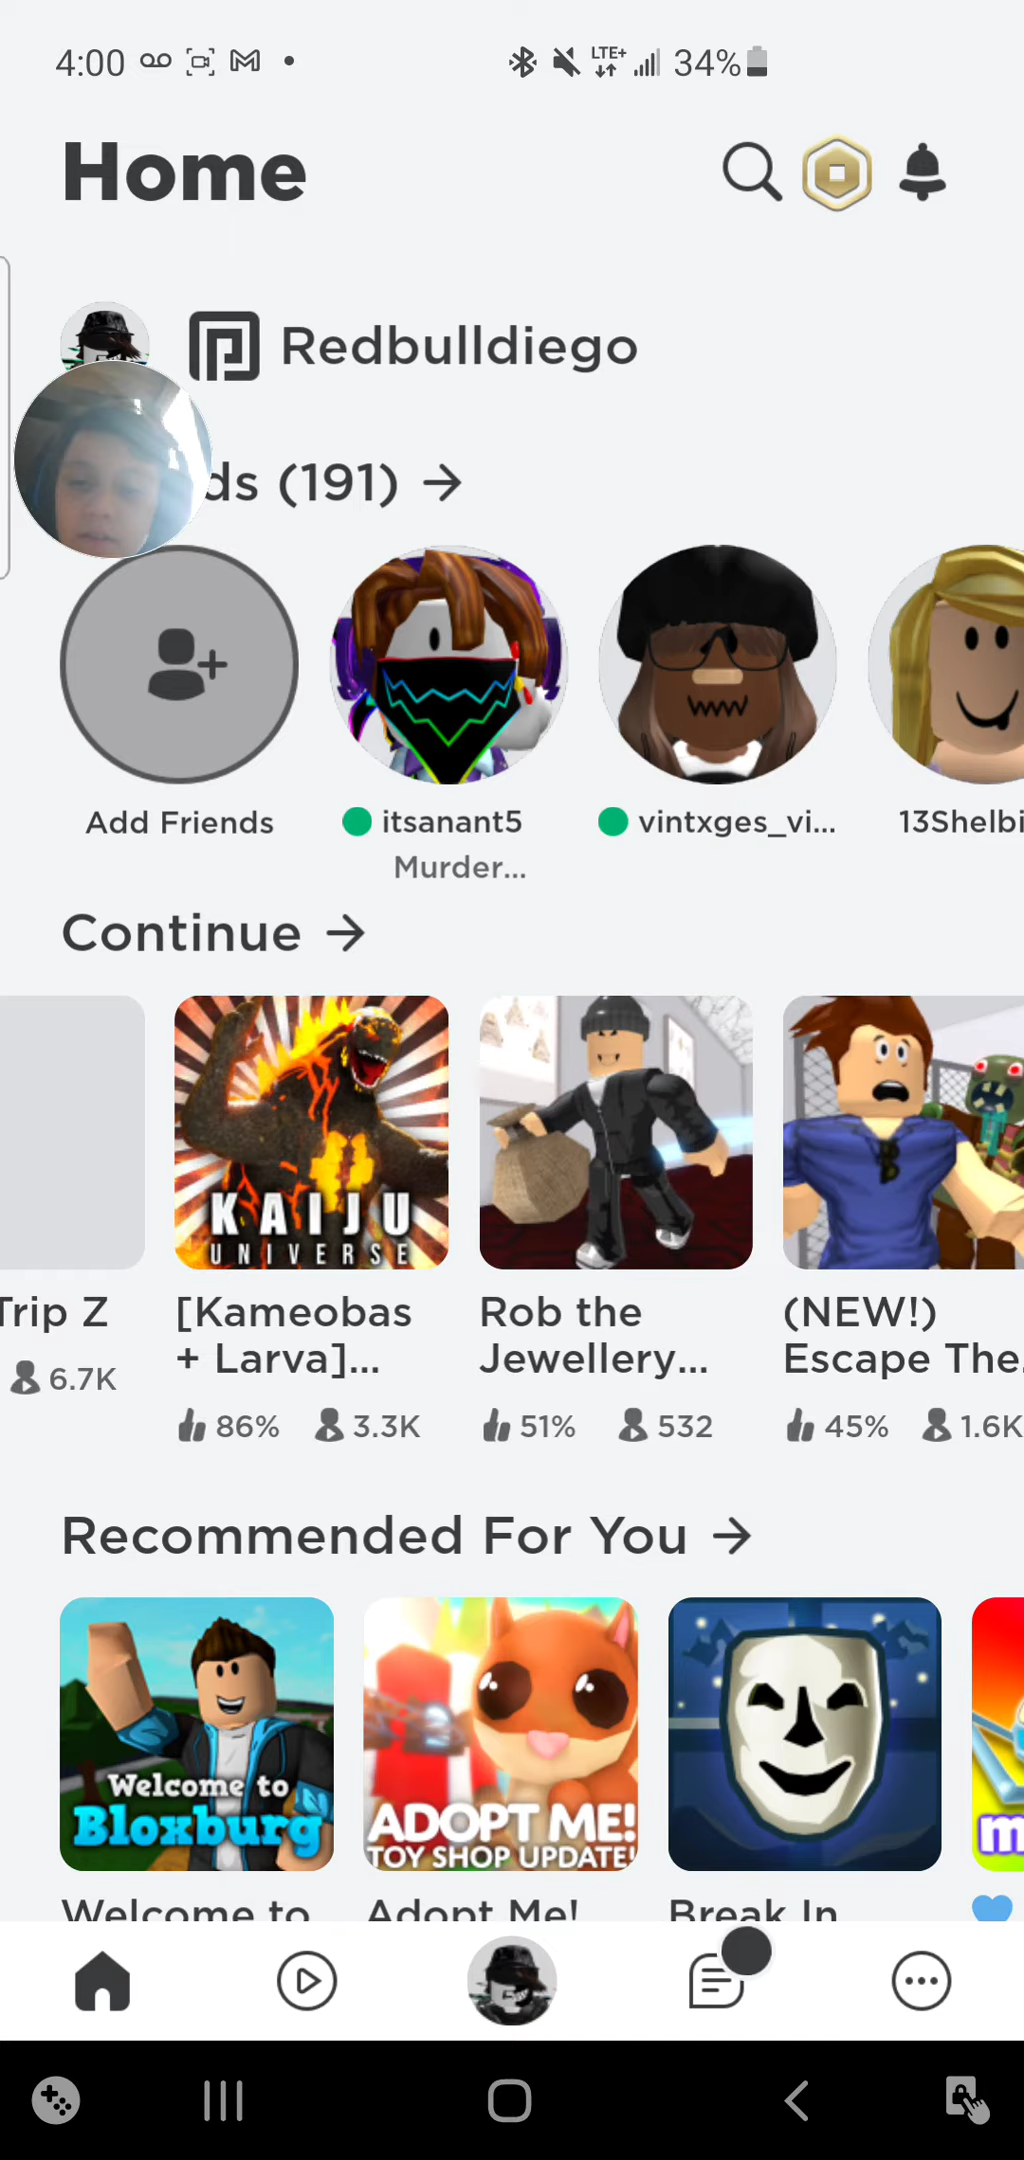 4:00 LTE+ 34%
Home
Redbulldiego
ds (191) →
Add Friends
itsanant5
Murder...
vintxges_vi...
13Shelbi
Continue →
KAIJU
UNIVERSE
Trip Z
6.7K
[Kameobas
+ Larva]...
86% 3.3K
Rob the
Jewellery...
51% 532
(NEW!)
Escape The.
45% 1.6K
Recommended For You →
Welcome to
Bloxburg
ADOPT ME!
TOY SHOP UPDATE!
m
Welcome to
Adopt Me!
Break In